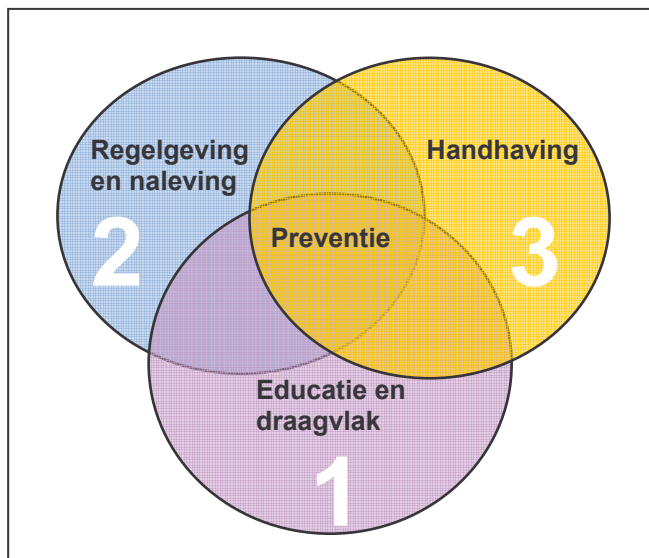 Regelgeving
en naleving
2
Handhaving
3
Preventie
Educatie en
draagvlak
1